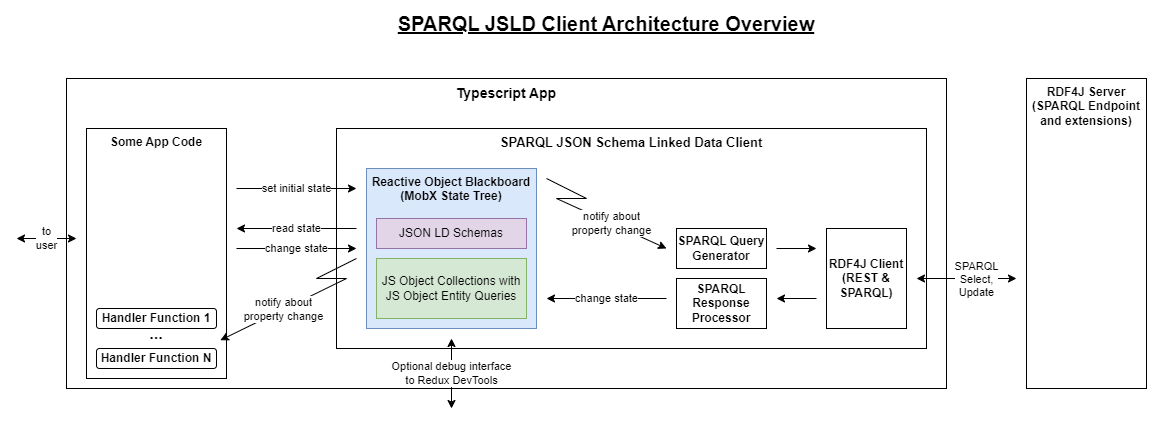 SPARQL JSLD Client Architecture Overview
Typescript App
RDF4J Server
(SPARQL Endpoint
and extensions)
Some App Code
SPARQL JSON Schema Linked Data Client
Reactive Object Blackboard
(MobX State Tree)
set initial state
notify about
property change
read state
JSON LD Schemas
to
user
change state
SPARQL Query
Generator
RDF4J Client
(REST &
SPARQL)
SPARQL
Select,
Update
JS Object Collections with
JS Object Entity Queries
change state
SPARQL
Response
Processor
notify about
property change
Handler Function 1
...
Handler Function N
Optional debug interface
to Redux DevTools